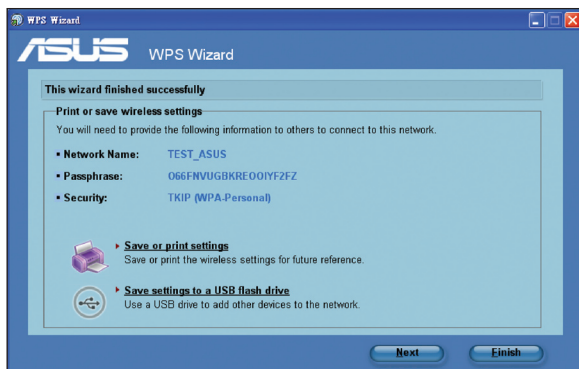 WPS Wizard
ASUS WPS Wizard
This wizard finished successfully
Print or save wireless settings
You will need to provide the following information to others to connect to this network.
Network Name: TEST_ASUS
Passphrase: O66FNVUGBKREOOIYF2FZ
Security: TKIP (WPA-Personal)
Save or print settings
Save or print the wireless settings for future reference.
Save settings to a USB flash drive
Use a USB drive to add other devices to the network.
Next Finish